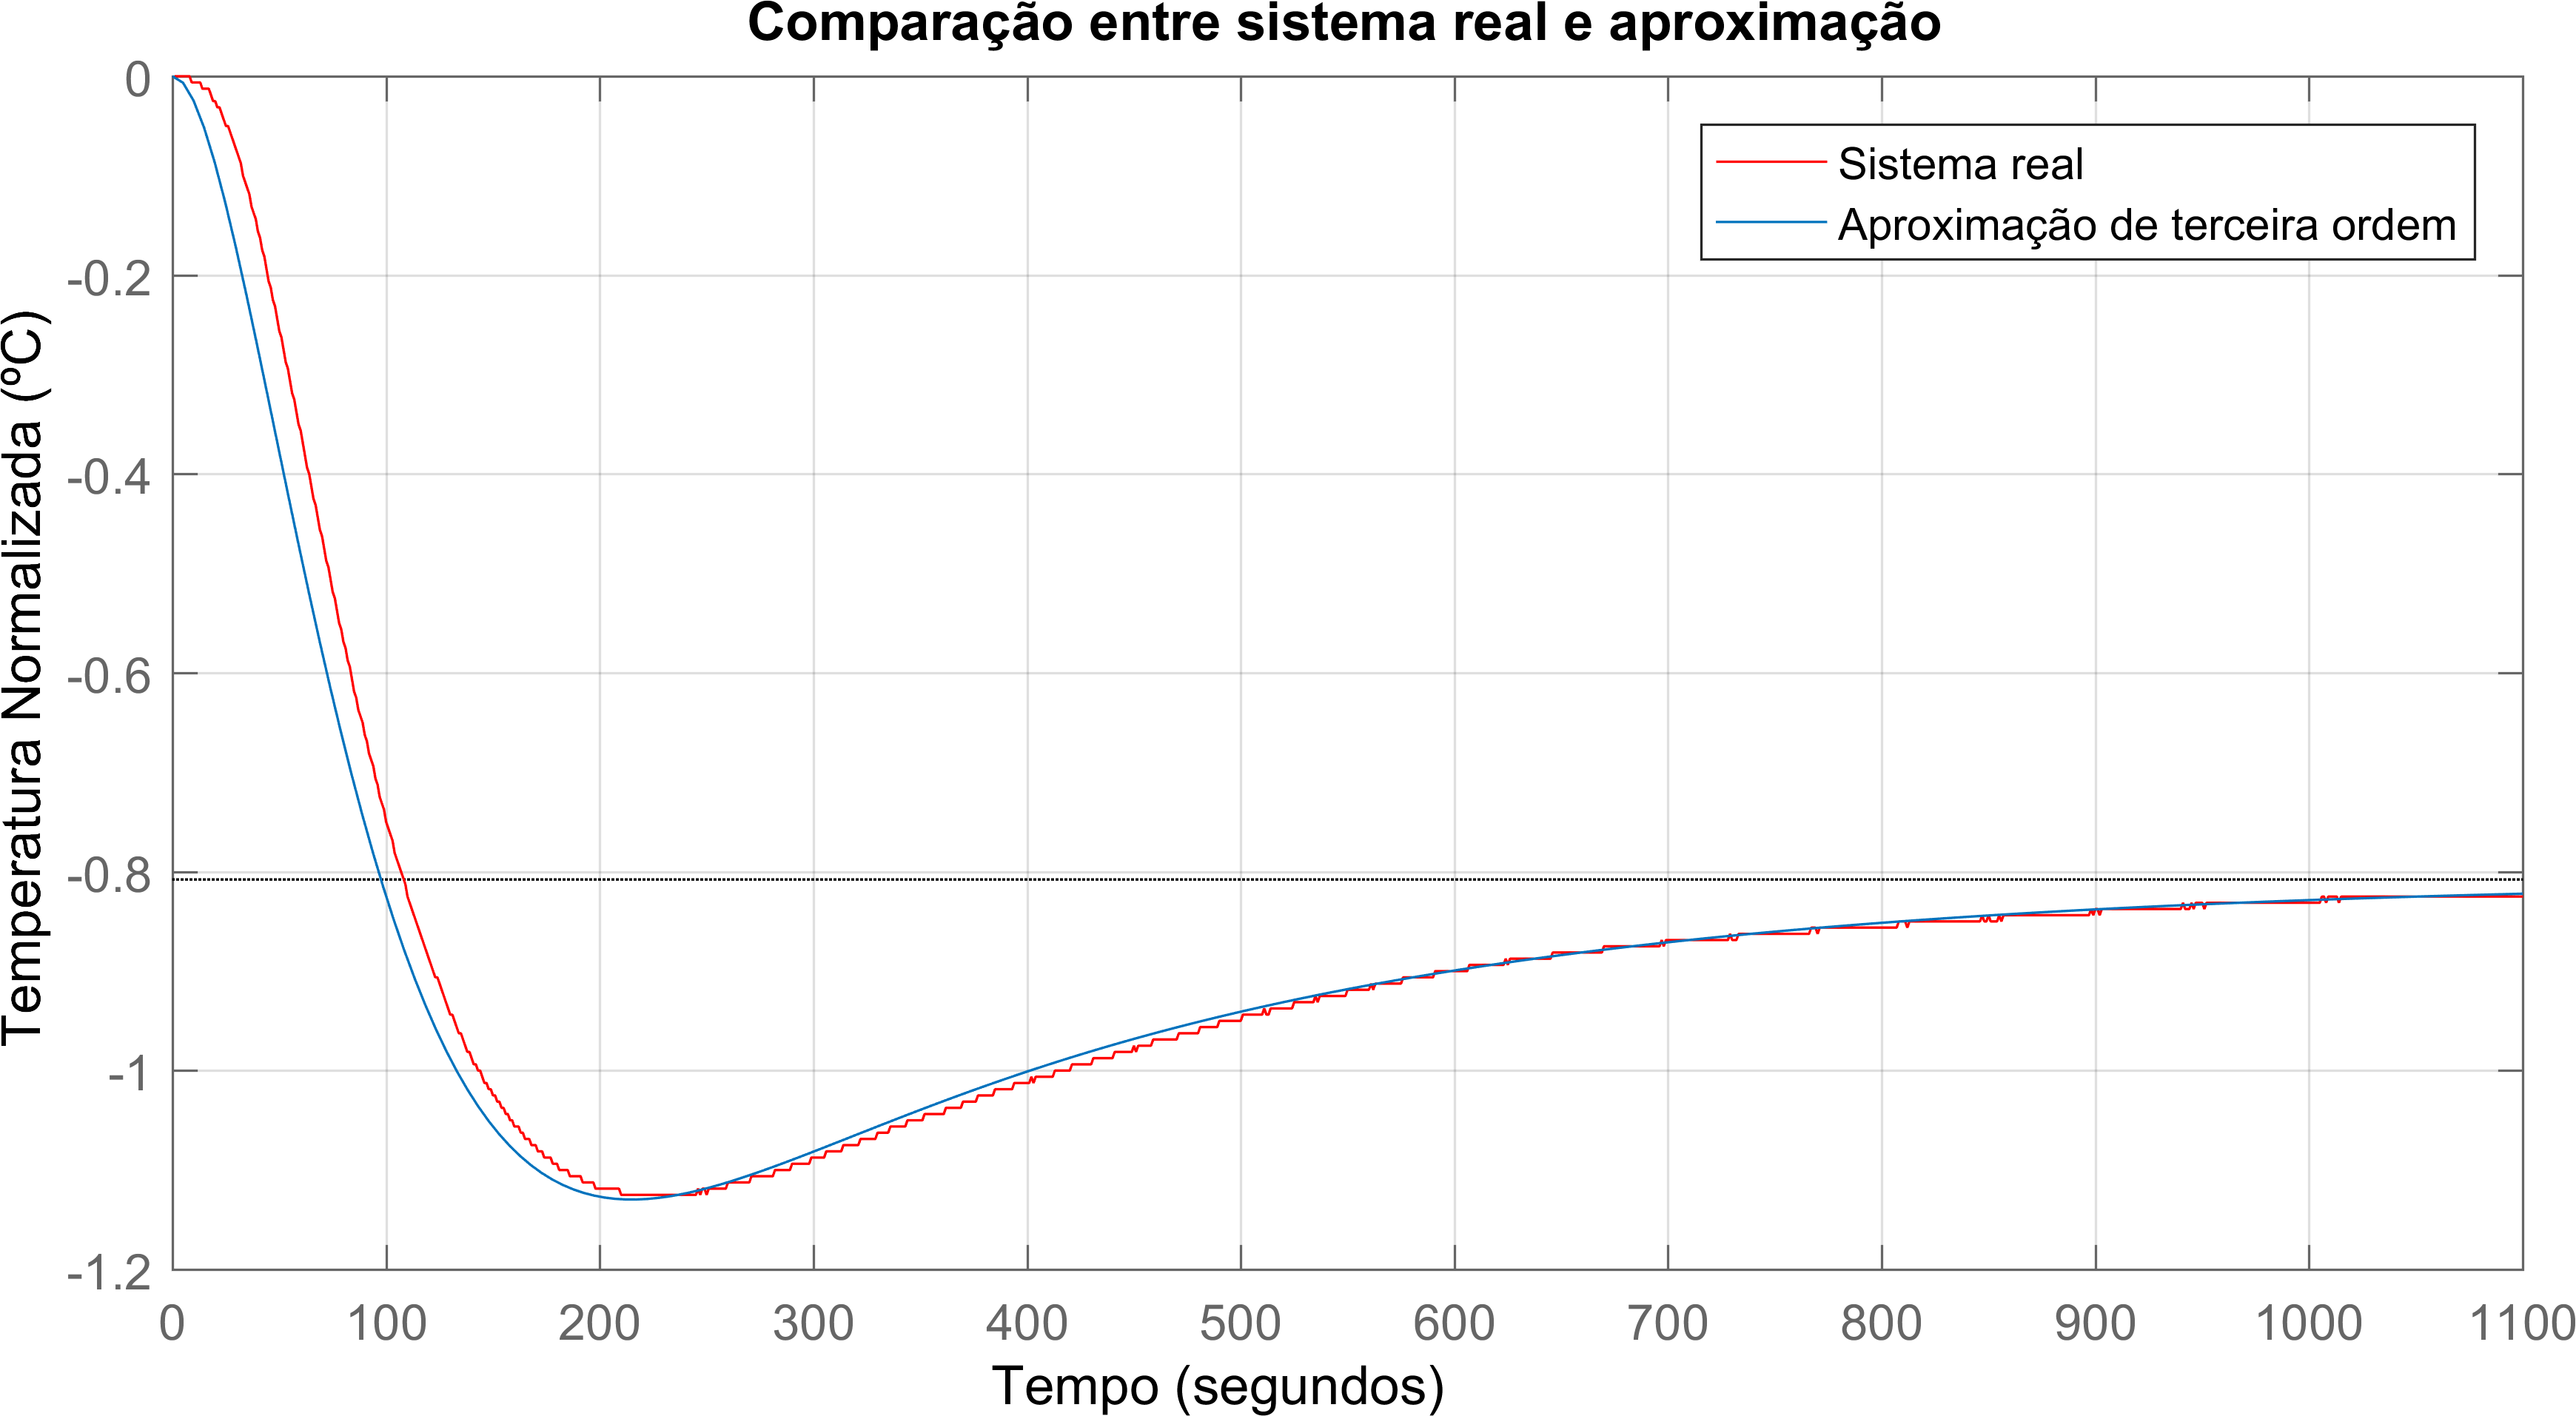 Comparação entre sistema real e aproximação
Sistema real
Aproximação de terceira ordem
Temperatura Normalizada (ºC)
0
-0.2
-0.4
-0.6
-0.8
-1
-1.2
0 100 200 300 400 500 600 700 800 900 1000 1100
Tempo (segundos)